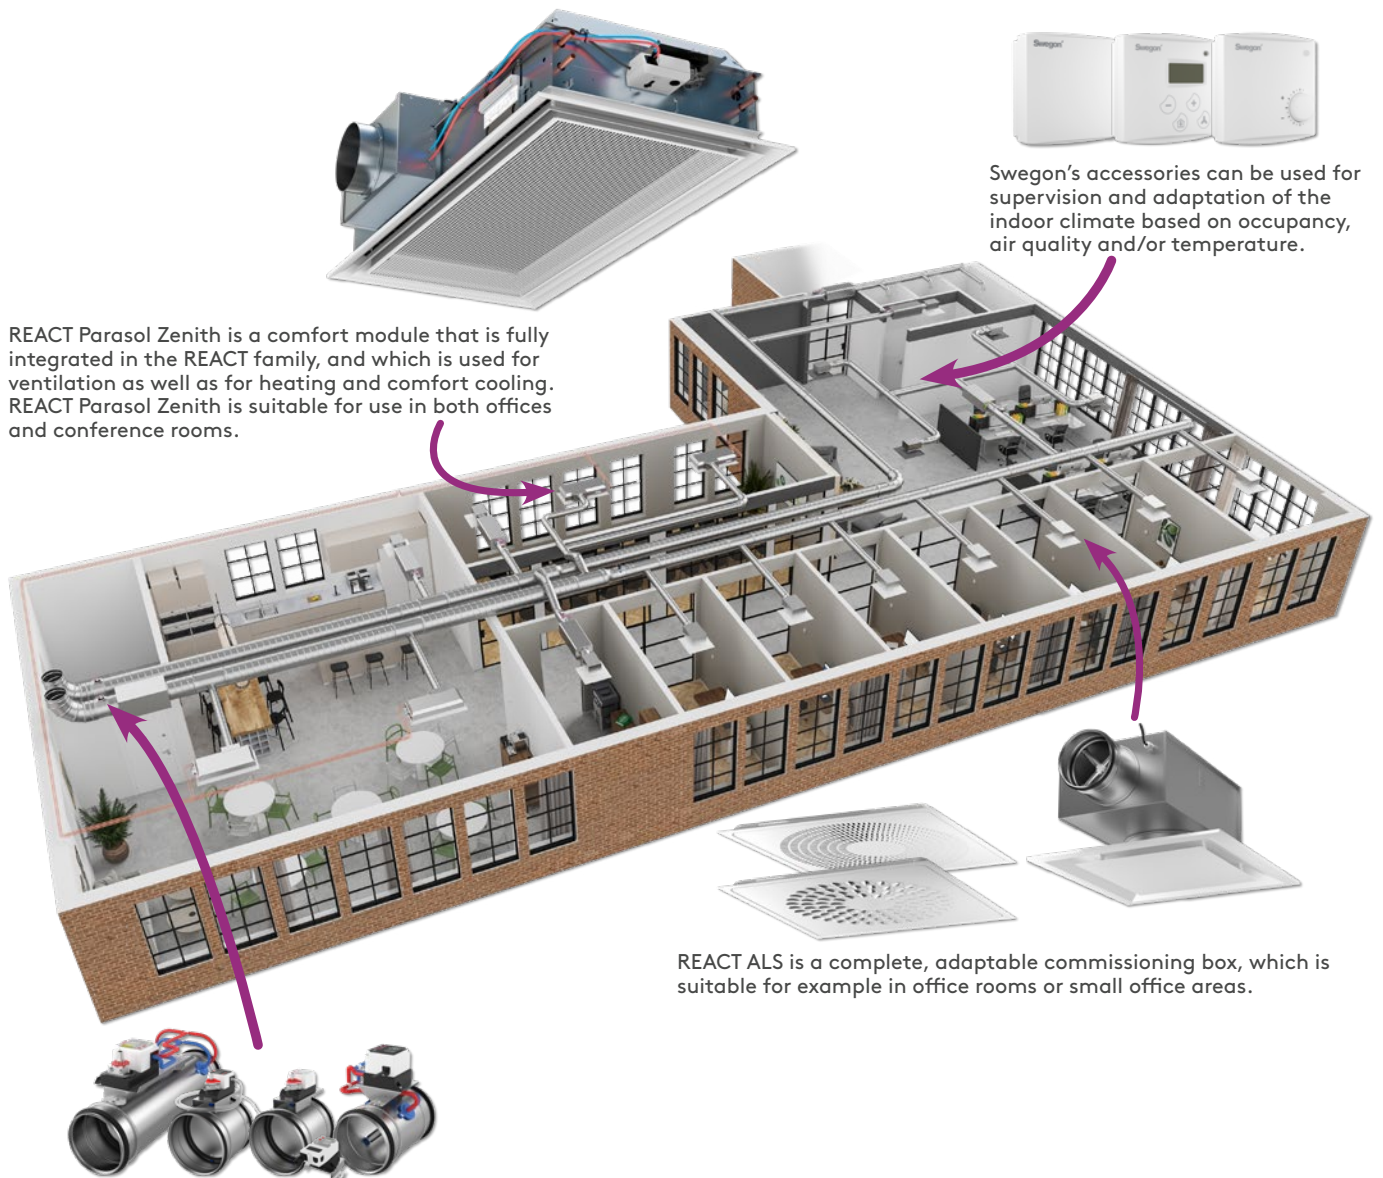 Swegon
Swegon
Swegon
Swegon's accessories can be used for
supervision and adaptation of the
indoor climate based on occupancy,
air quality and/or temperature.
REACT Parasol Zenith is a comfort module that is fully
integrated in the REACT family, and which is used for
ventilation as well as for heating and comfort cooling.
REACT Parasol Zenith is suitable for use in both offices
and conference rooms.
REACT ALS is a complete, adaptable commissioning box, which is
suitable for example in office rooms or small office areas.